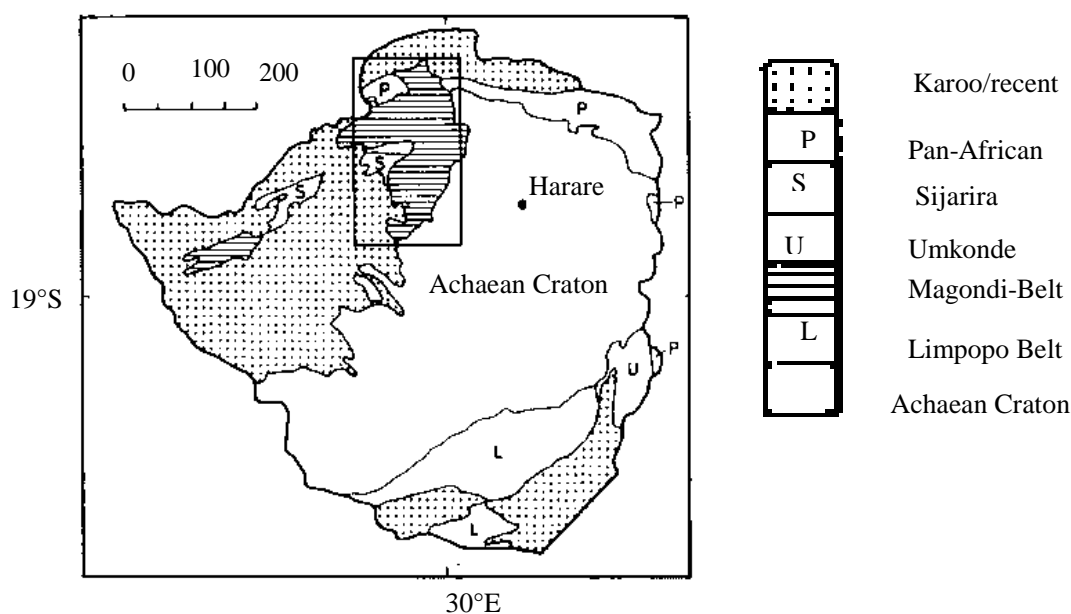 0 100 200
P
P
S
S
Harare
P
19°S
Achaean Craton
P
U
L
L
30°E
Karoo/recent
P Pan-African
S Sijarira
U Umkonde
Magondi-Belt
L Limpopo Belt
Achaean Craton